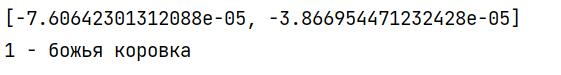 [-7.60642301312088e-05, -3.866954471232428e-05]
1 - божья коровка